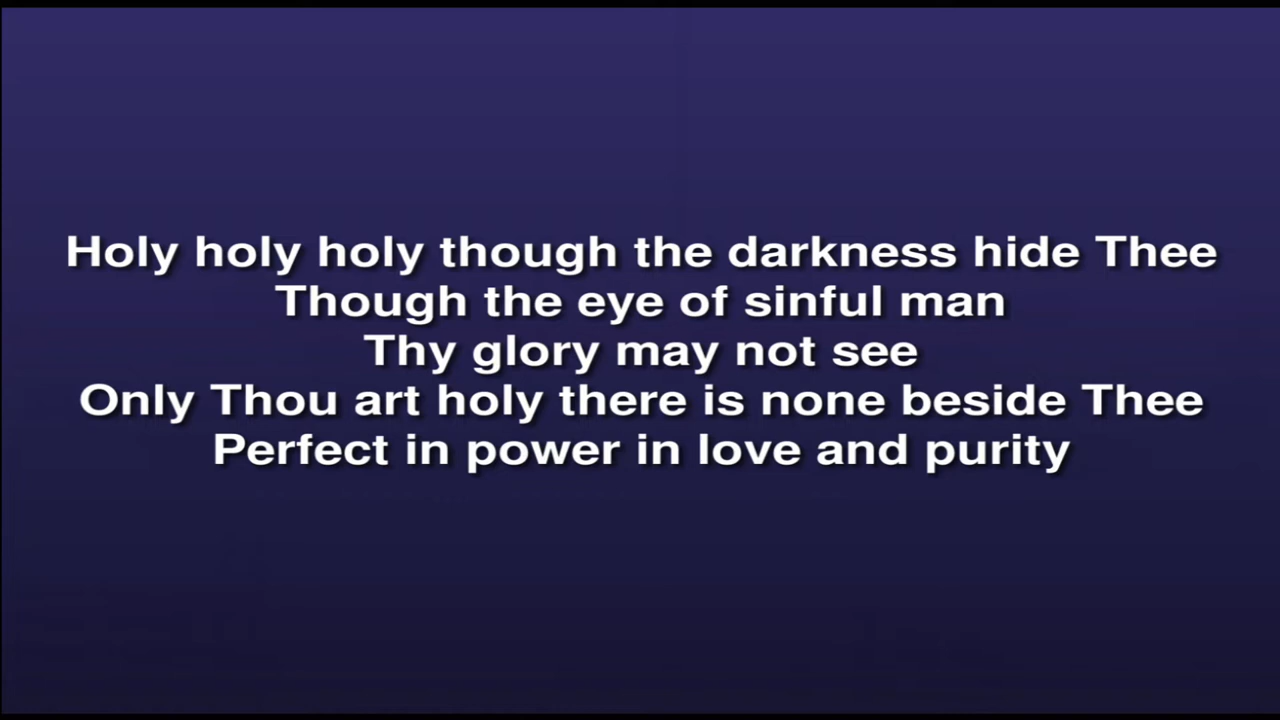 Holy holy holy though the darkness hide Thee
Though the eye of sinful man
Thy glory may not see
Only Thou art holy there is none beside Thee
Perfect in power in love and purity